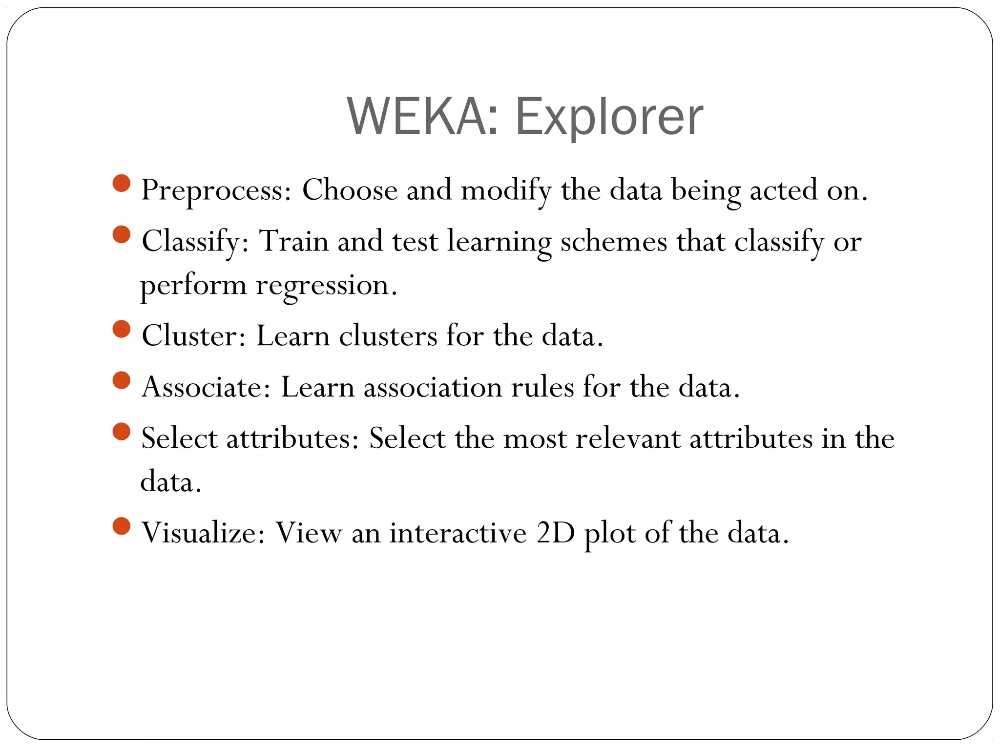 WEKA: Explorer
Preprocess: Choose and modify the data being acted on.
Classify: Train and test learning schemes that classify or
perform regression.
Cluster: Learn clusters for the data.
Associate: Learn association rules for the data.
Select attributes: Select the most relevant attributes in the
data.
Visualize: View an interactive 2D plot of the data.